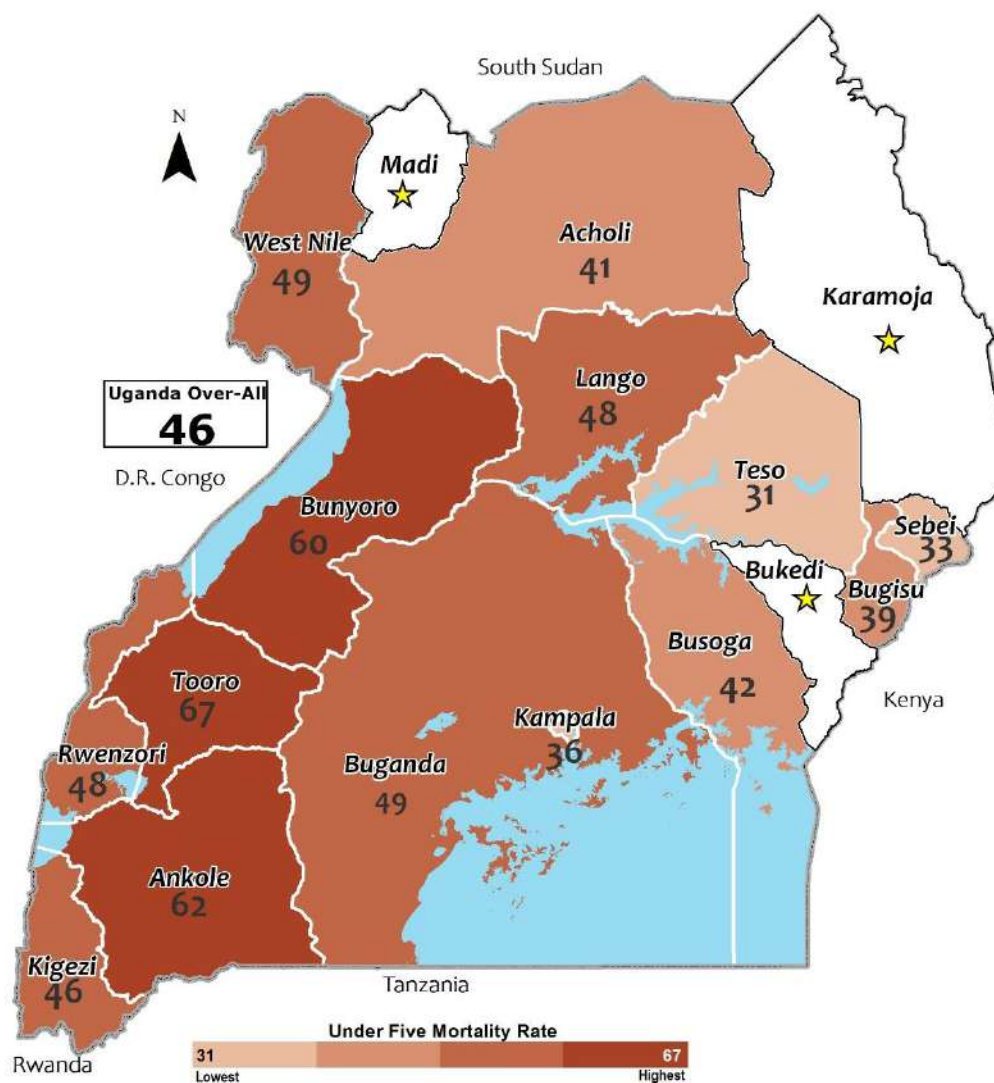 South Sudan
N
Madi
West Nile
49
Acholi
41
Karamoja
Uganda Over-All
46
Lango
48
D.R. Congo
Teso
31
Bunyoro
60
Sebei
33
Bukedi
Bugisu
39
Busoga
42
Kenya
Tooro
67
Kampala
36
Rwenzori
48
Buganda
49
Ankole
62
Kigezi
46
Tanzania
Rwanda
Under Five Mortality Rate
31 67
Lowest Highest